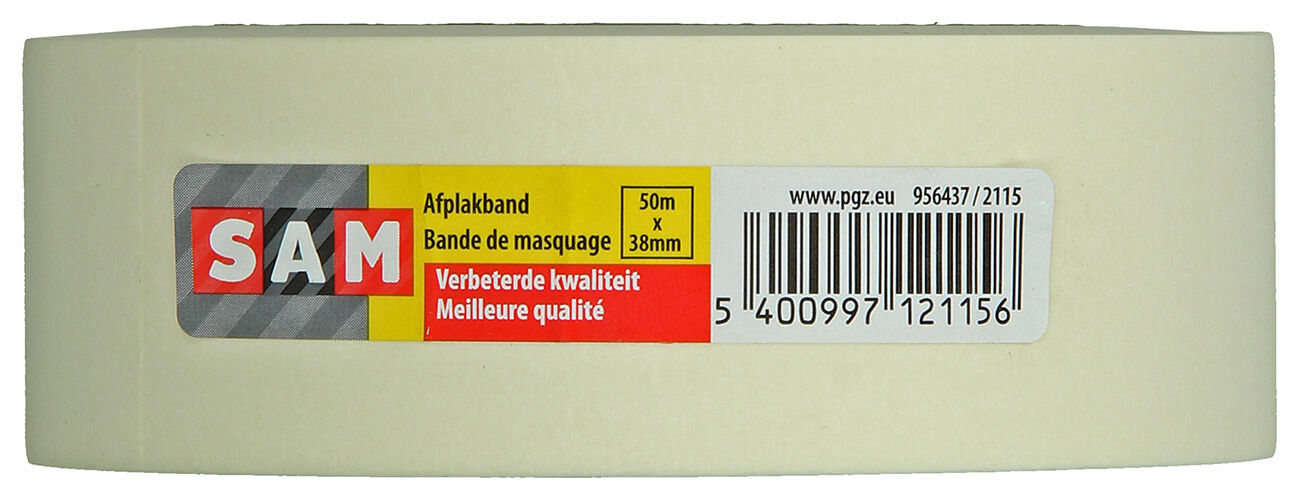 SAM
Afplakband
Bande de masquage
50m
x
38mm
Verbeterde kwaliteit
Meilleure qualité
www.pgz.eu 956437/2115
5 400997 121156